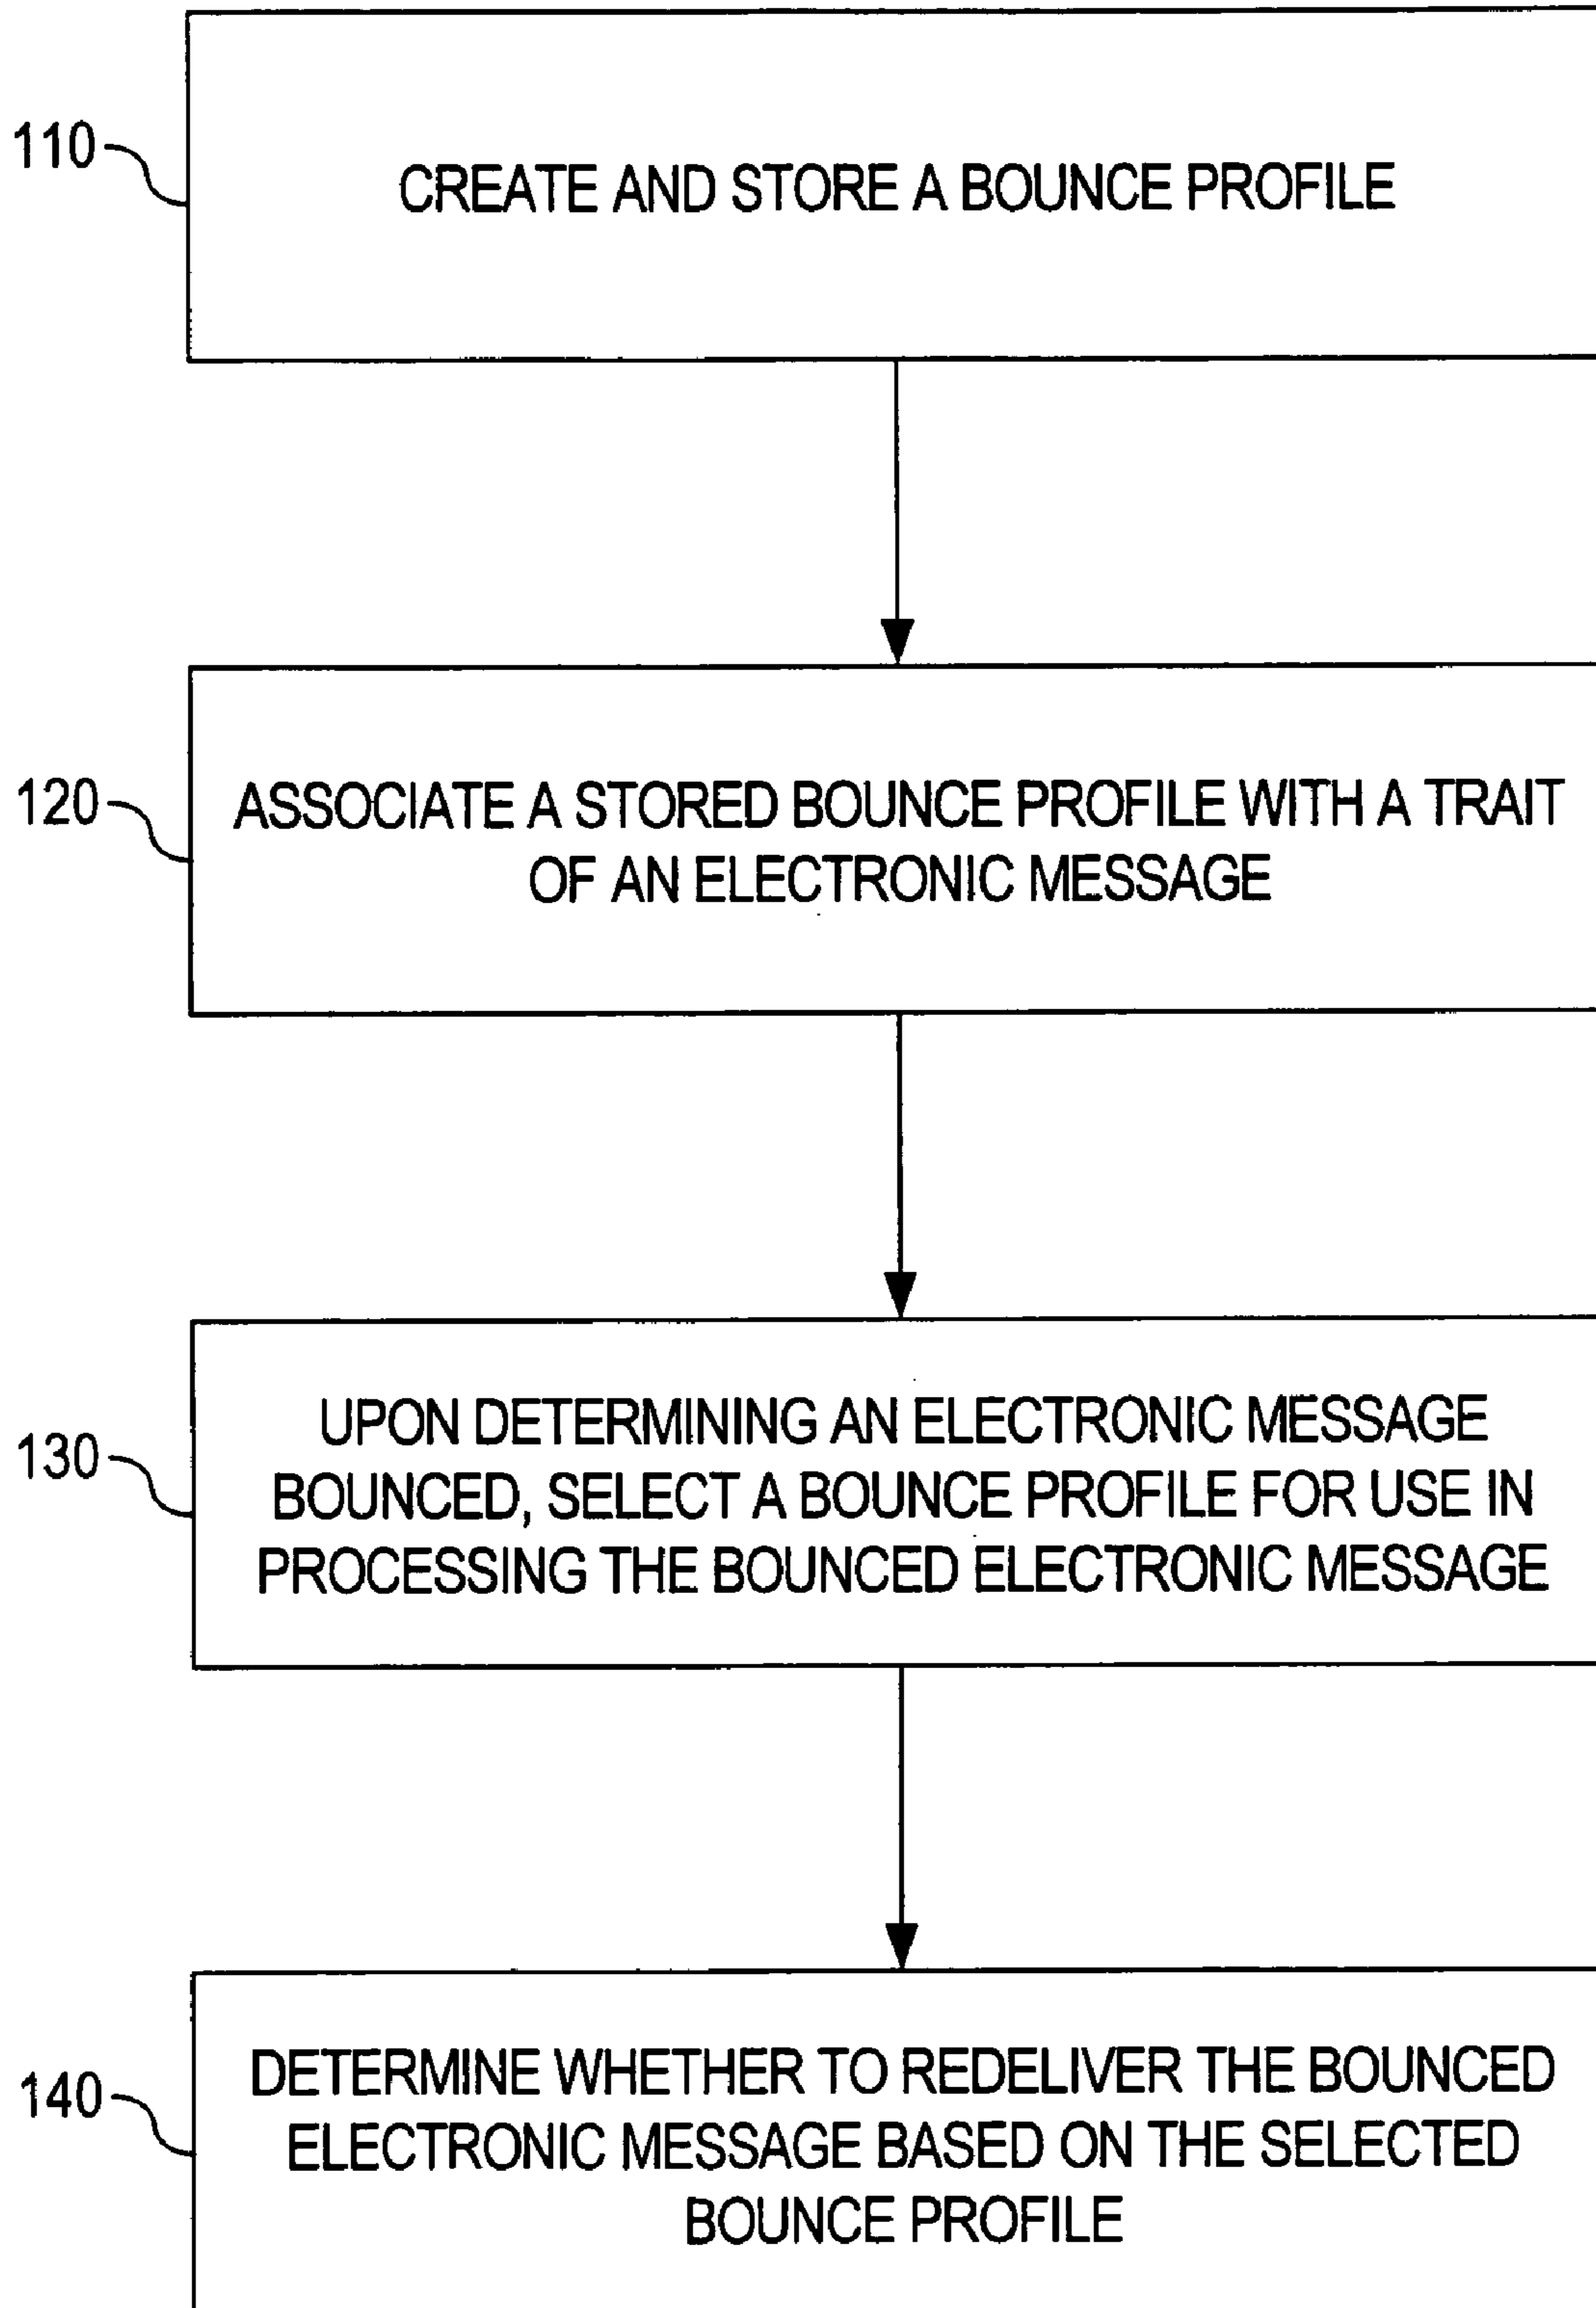 110
CREATE AND STORE A BOUNCE PROFILE
120
ASSOCIATE A STORED BOUNCE PROFILE WITH A TRAIT
OF AN ELECTRONIC MESSAGE
130
UPON DETERMINING AN ELECTRONIC MESSAGE
BOUNCED, SELECT A BOUNCE PROFILE FOR USE IN
PROCESSING THE BOUNCED ELECTRONIC MESSAGE
140
DETERMINE WHETHER TO REDELIVER THE BOUNCED
ELECTRONIC MESSAGE BASED ON THE SELECTED
BOUNCE PROFILE